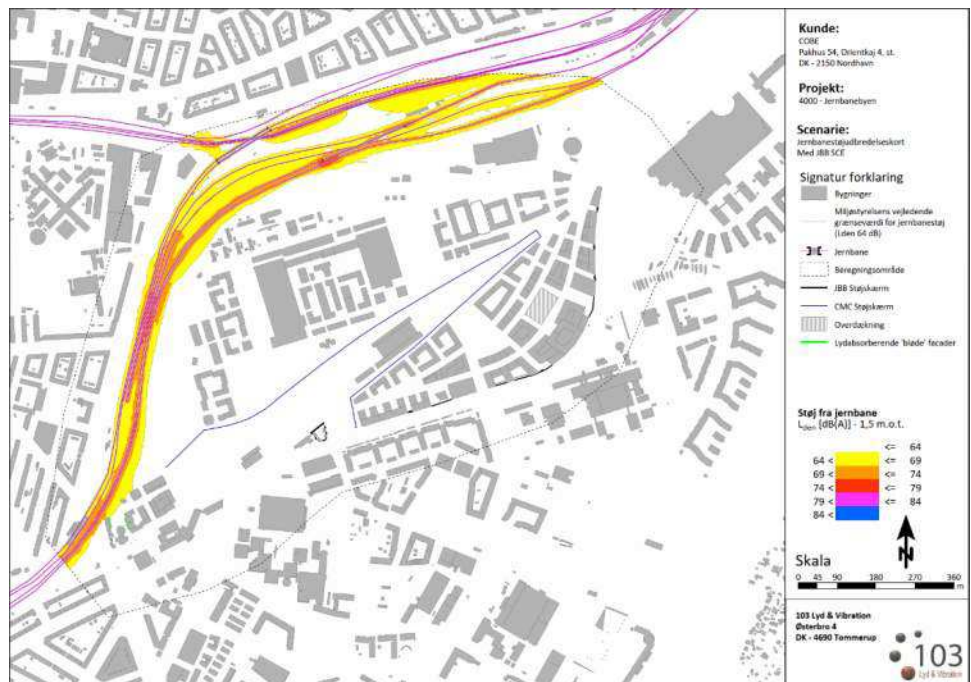 Kunde:
COBE
Pakhus 54, Orientkaj 4, st.
DK - 2150 Nordhavn
Projekt:
4000 - Jernbanebyen
Scenarie:
Jernbanestøjudbredelseskort
Med JBB SCE
Signatur forklaring
Bygninger
Miljøstyrelsens vejledende
grænseværdi for jernbanestøj
(Lden 64 dB)
Jernbane
Beregningsområde
JBB Støjskærm
CMC Støjskærm
Overdækning
Lydabsorberende 'bløde' facader
Støj fra jernbane
Lden [dB(A)] - 1,5 m.o.t.
<= 64
64 < <= 69
69 < <= 74
74 < <= 79
79 < <= 84
84 <
N
Skala
0 45 90 180 270 360
m
103 Lyd & Vibration
Østerbro 4
DK - 4690 Tommerup
103
Lyd & Vibration